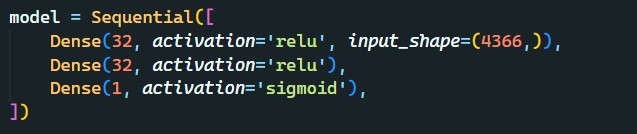 model = Sequential([
    Dense(32, activation='relu', input_shape=(4366,)),
    Dense(32, activation='relu'),
    Dense(1, activation='sigmoid'),
])